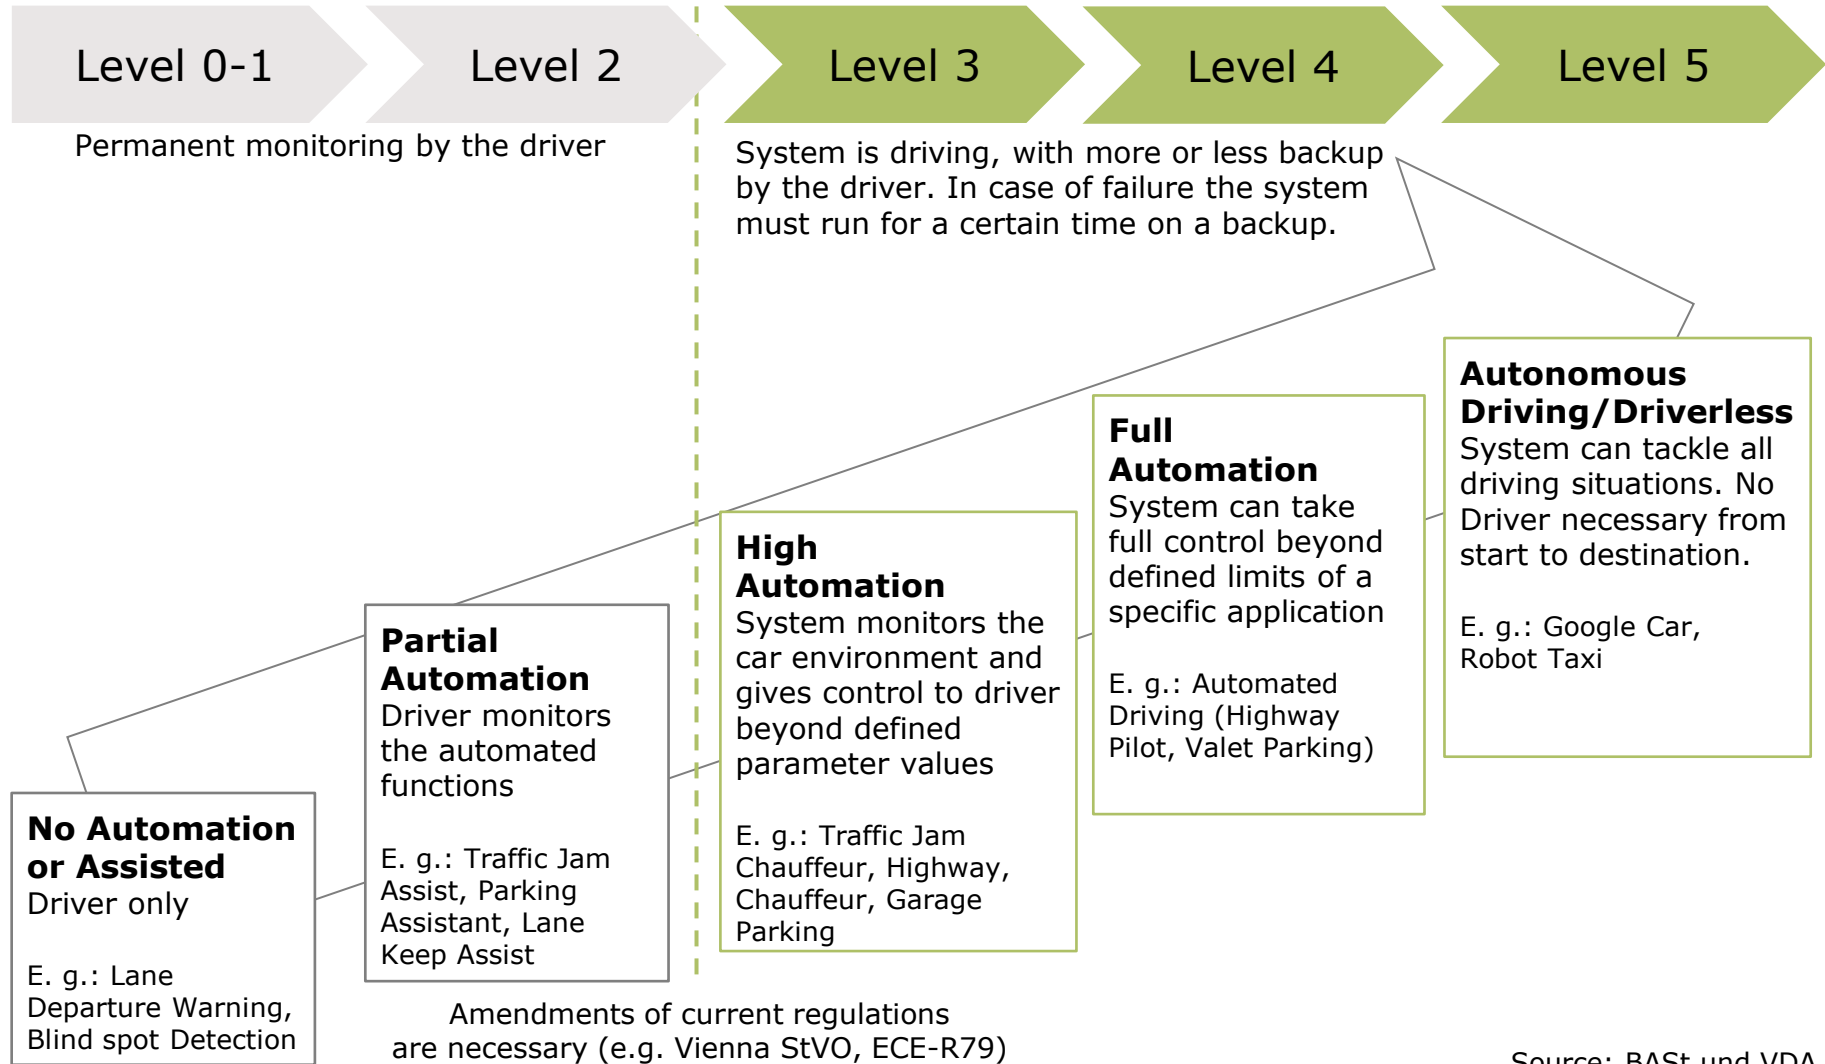 Level 0-1
Level 2
Level 3
Level 4
Level 5
Permanent monitoring by the driver
System is driving, with more or less backup
by the driver. In case of failure the system
must run for a certain time on a backup.
No Automation
or Assisted
Driver only
E. g.: Lane
Departure Warning,
Blind spot Detection
Partial
Automation
Driver monitors
the automated
functions
E. g.: Traffic Jam
Assist, Parking
Assistant, Lane
Keep Assist
High
Automation
System monitors the
car environment and
gives control to driver
beyond defined
parameter values
E. g.: Traffic Jam
Chauffeur, Highway,
Chauffeur, Garage
Parking
Full
Automation
System can take
full control beyond
defined limits of a
specific application
E. g.: Automated
Driving (Highway
Pilot, Valet Parking)
Autonomous
Driving/Driverless
System can tackle all
driving situations. No
Driver necessary from
start to destination.
E. g.: Google Car,
Robot Taxi
Amendments of current regulations
are necessary (e.g. Vienna StVO, ECE-R79)
Source: BASt und VDA